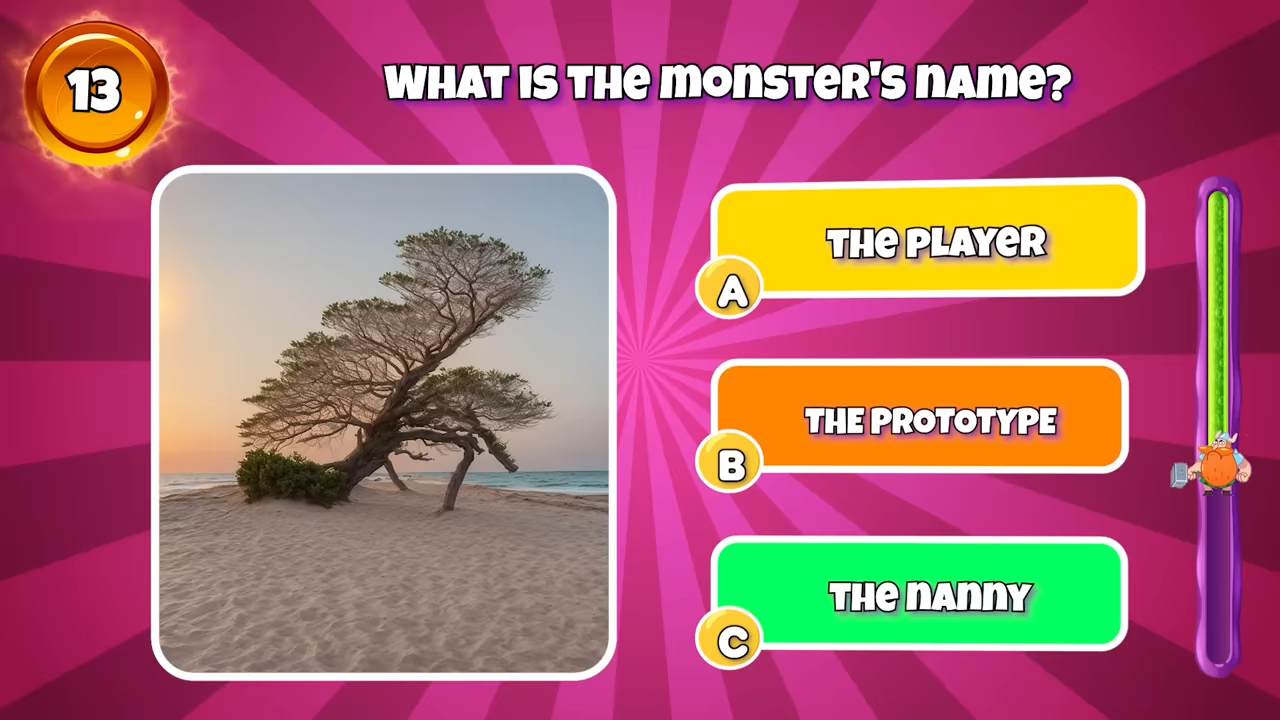 13
WHAT IS THE MONSTER'S NAME?
THE PLAYER
A
THE PROTOTYPE
B
THE NANNY
C